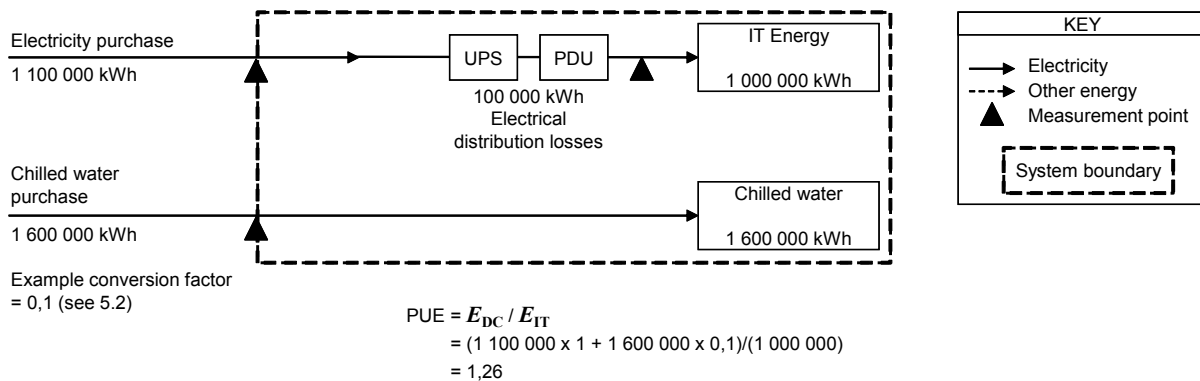 Electricity purchase
1 100 000 kWh
UPS
PDU
100 000 kWh
Electrical
distribution losses
IT Energy
1 000 000 kWh
Chilled water
purchase
1 600 000 kWh
Chilled water
1 600 000 kWh
Example conversion factor
= 0,1 (see 5.2)
PUE = E_DC / E_IT
= (1 100 000 x 1 + 1 600 000 x 0,1)/(1 000 000)
= 1,26
KEY
Electricity
Other energy
Measurement point
System boundary